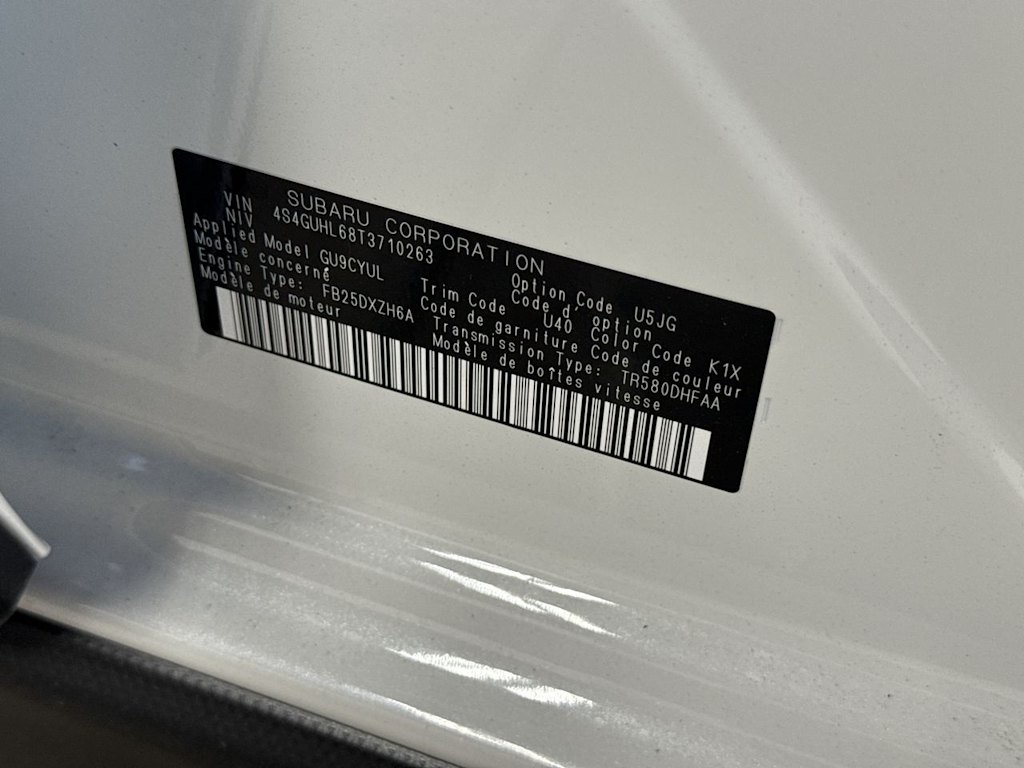 SUBARU CORPORATION
VIN
NIV 4S4GUHL68T3710263
Option Code U5JG
Code d'option
Applied Model GU9CYUL
Modèle concerné
Trim Code U40 Color Code K1X
Code de garniture Code de couleur
Engine Type: FB25DXZH6A
Modèle de moteur
Transmission Type: TR580DHFAA
Modèle de boîtes vitesse